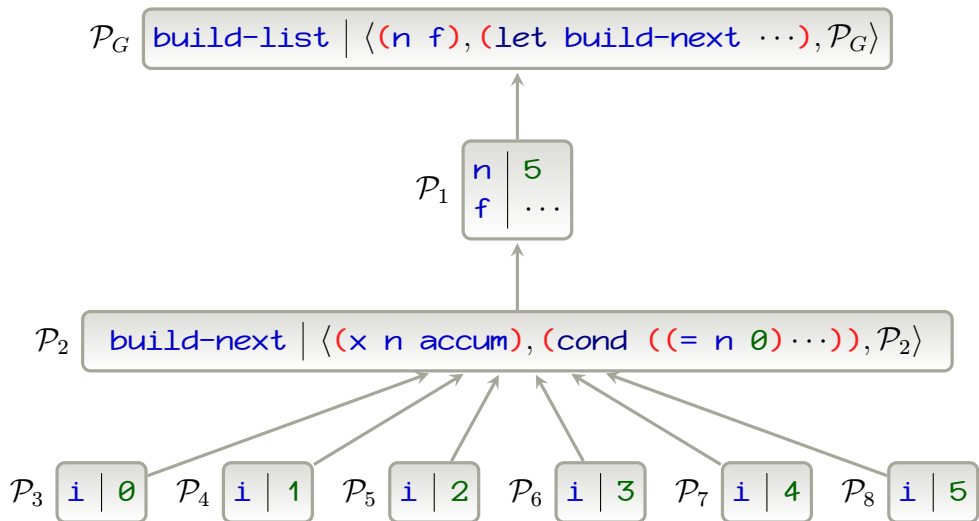 𝒫_G build-list | ⟨(n f), (let build-next ⋯), 𝒫_G⟩
𝒫_1 n | 5
f | ⋯
𝒫_2 build-next | ⟨(x n accum), (cond ((= n 0)⋯)), 𝒫_2⟩
𝒫_3 i | 0 𝒫_4 i | 1 𝒫_5 i | 2 𝒫_6 i | 3 𝒫_7 i | 4 𝒫_8 i | 5